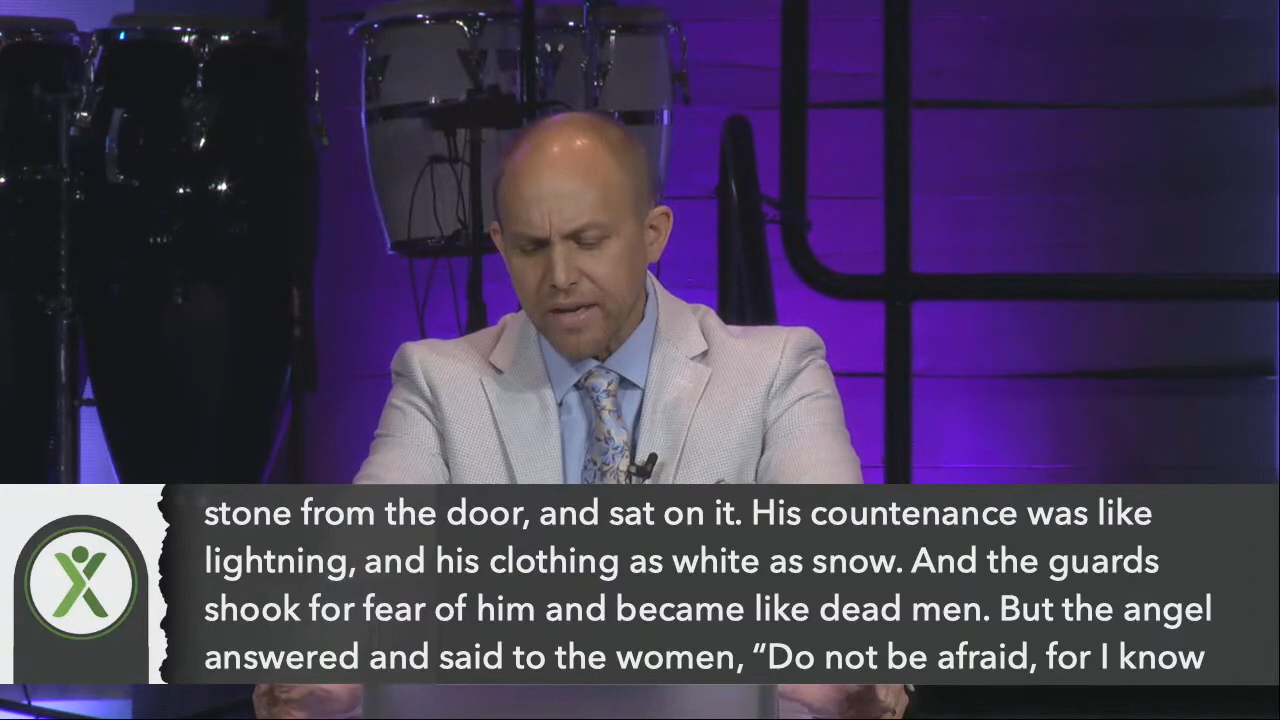 stone from the door, and sat on it. His countenance was like
lightning, and his clothing as white as snow. And the guards
shook for fear of him and became like dead men. But the angel
answered and said to the women, “Do not be afraid, for I know